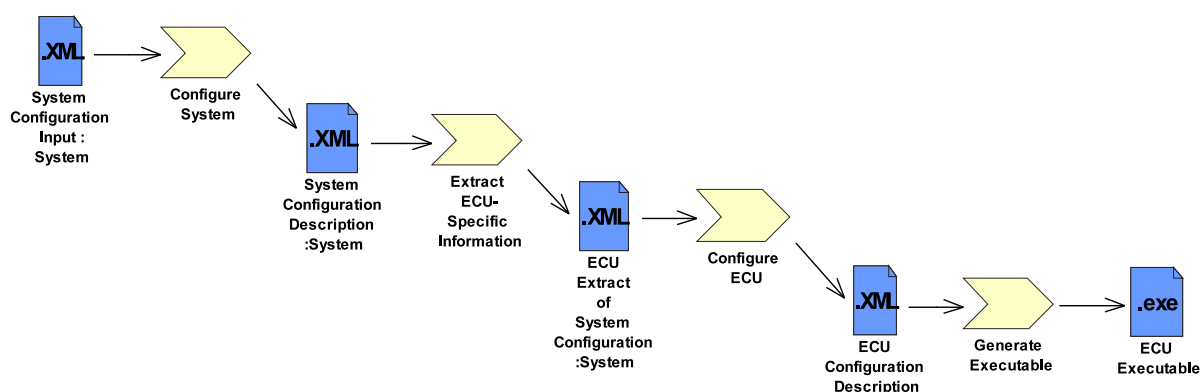 .XML
System
Configuration
Input :
System
Configure
System
.XML
System
Configuration
Description
:System
Extract
ECU-
Specific
Information
.XML
ECU
Extract
of
System
Configuration
:System
Configure
ECU
.XML
ECU
Configuration
Description
Generate
Executable
.exe
ECU
Executable